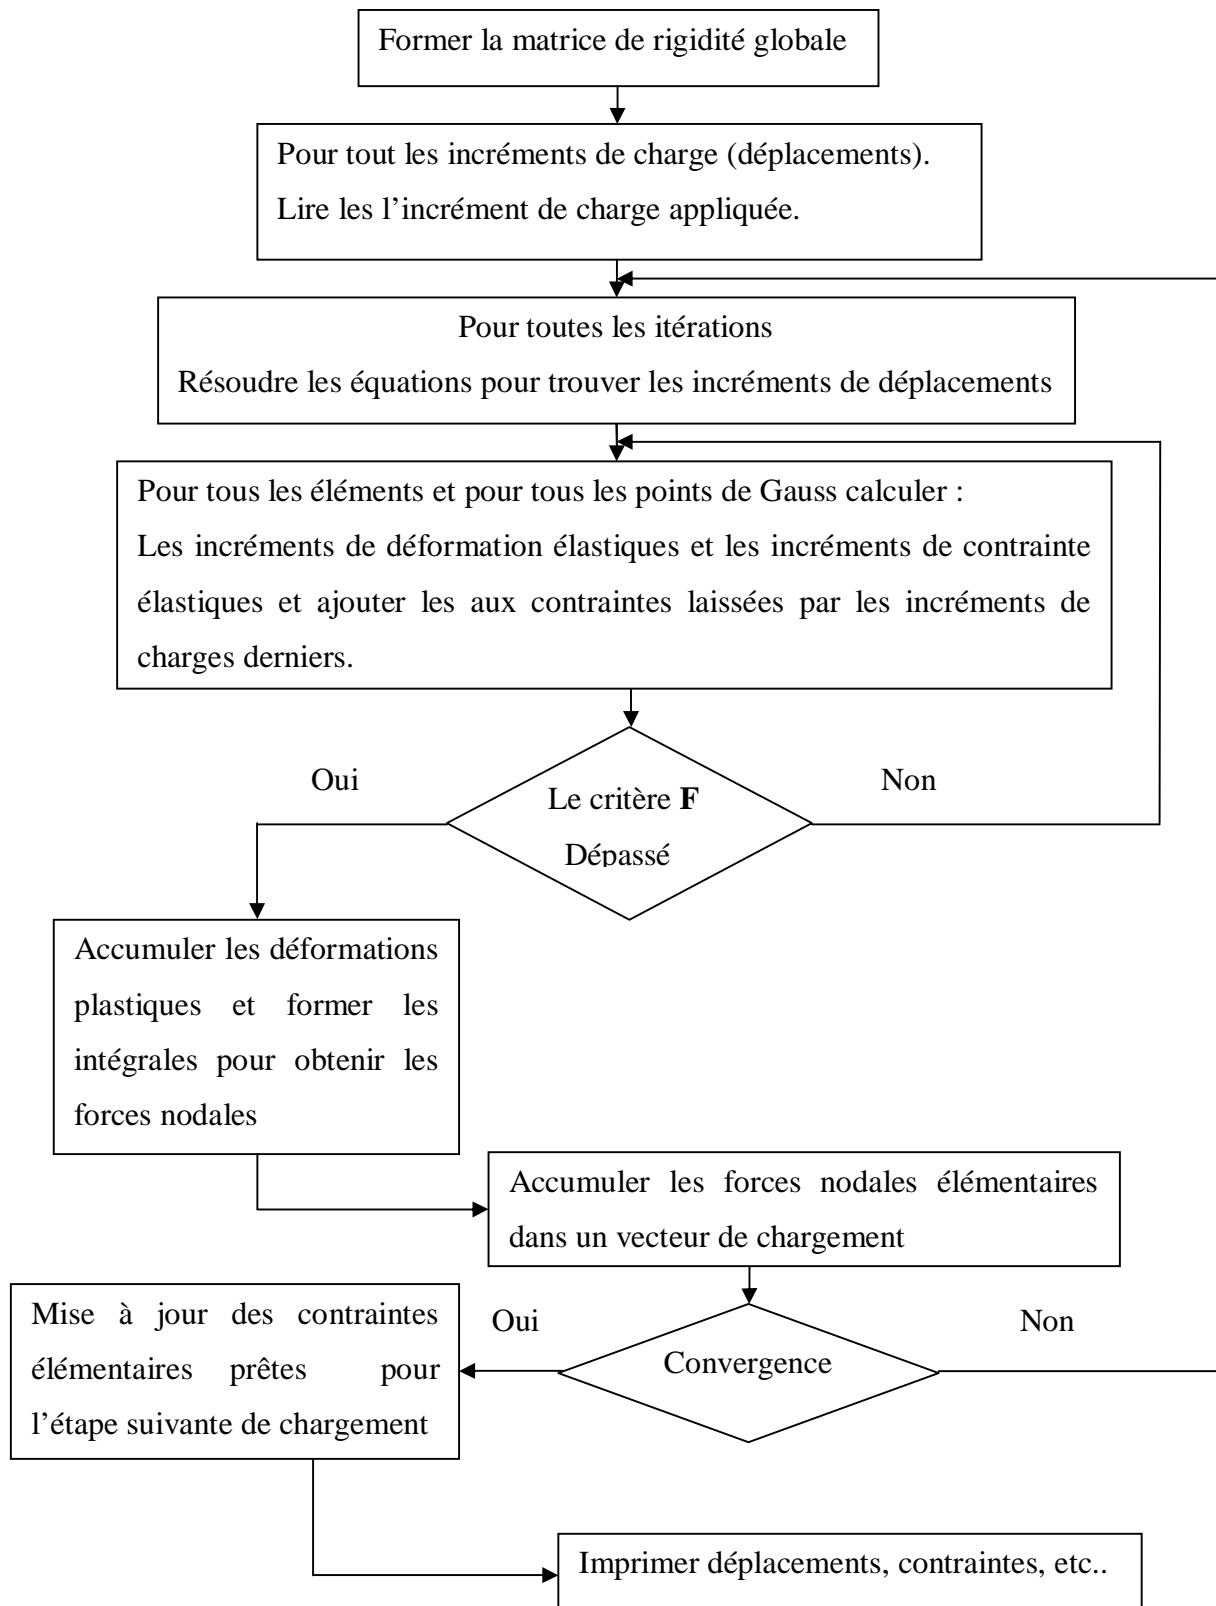 Former la matrice de rigidité globale
Pour tout les incréments de charge (déplacements).
Lire les l’incrément de charge appliquée.
Pour toutes les itérations
Résoudre les équations pour trouver les incréments de déplacements
Pour tous les éléments et pour tous les points de Gauss calculer :
Les incréments de déformation élastiques et les incréments de contrainte
élastiques et ajouter les aux contraintes laissées par les incréments de
charges derniers.
Oui
Non
Le critère F
Dépassé
Accumuler les déformations
plastiques et former les
intégrales pour obtenir les
forces nodales
Accumuler les forces nodales élémentaires
dans un vecteur de chargement
Mise à jour des contraintes
élémentaires prêtes pour
l’étape suivante de chargement
Oui
Non
Convergence
Imprimer déplacements, contraintes, etc..